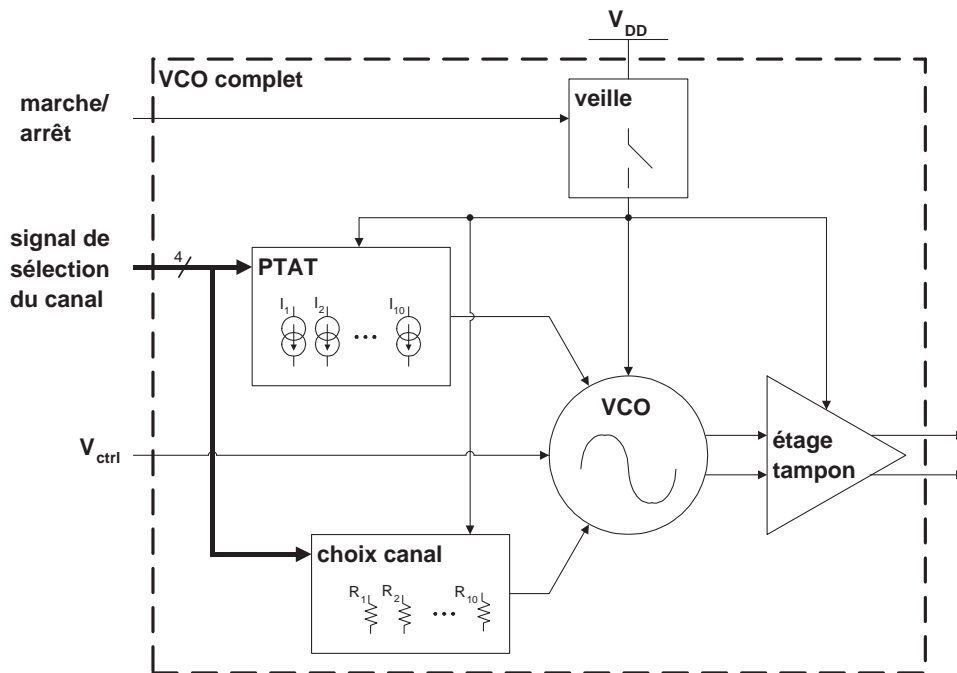 V_DD
VCO complet
veille
marche/
arrêt
signal de
sélection
du canal
4
PTAT
I_1 I_2 ... I_10
VCO
V_ctrl
étage
tampon
choix canal
R_1 R_2 ... R_10